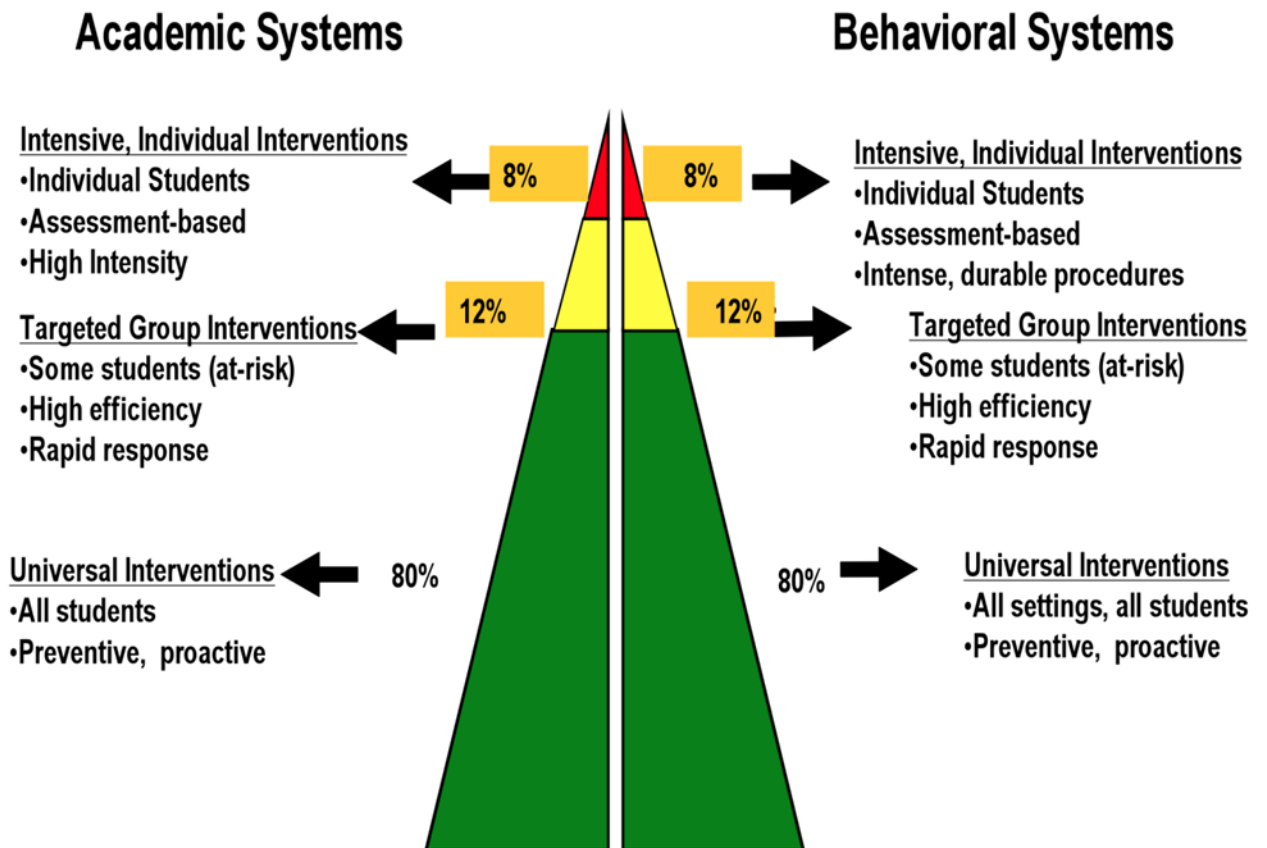 Academic Systems
Behavioral Systems
Intensive, Individual Interventions
•Individual Students
•Assessment-based
•High Intensity
8%
8%
Intensive, Individual Interventions
•Individual Students
•Assessment-based
•Intense, durable procedures
Targeted Group Interventions
•Some students (at-risk)
•High efficiency
•Rapid response
12%
12%
Targeted Group Interventions
•Some students (at-risk)
•High efficiency
•Rapid response
Universal Interventions
•All students
•Preventive, proactive
80%
80%
Universal Interventions
•All settings, all students
•Preventive, proactive